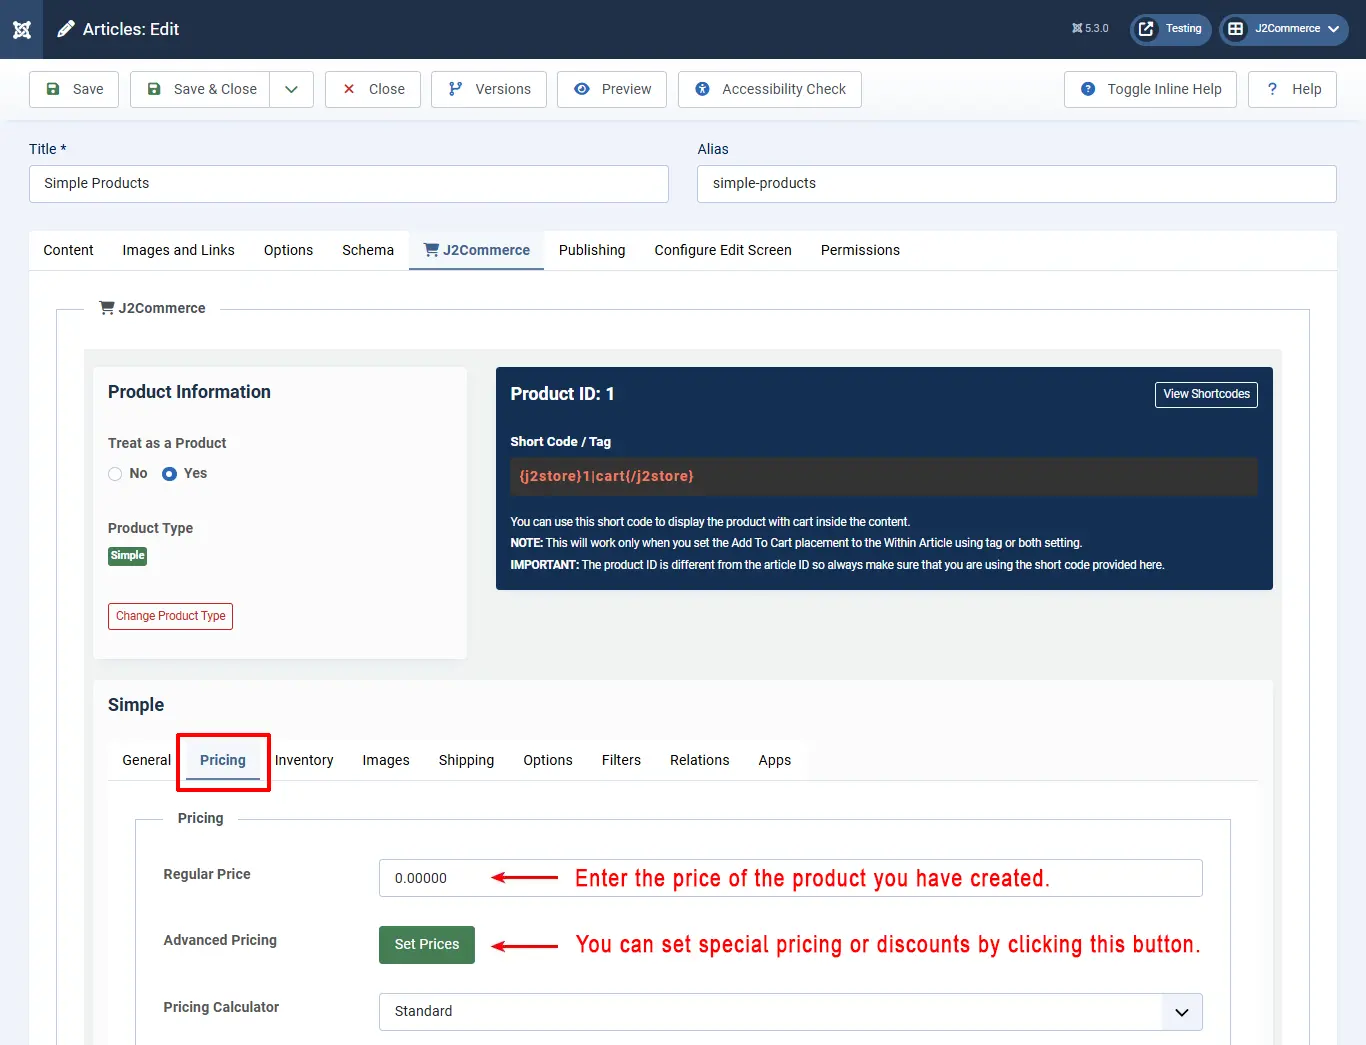 Articles: Edit
5.3.0
Testing
J2Commerce
Save
Save & Close
Close
Versions
Preview
Accessibility Check
Toggle Inline Help
? Help
Title *
Alias
Simple Products
simple-products
Content
Images and Links
Options
Schema
J2Commerce
Publishing
Configure Edit Screen
Permissions
J2Commerce
Product Information
Treat as a Product
No
Yes
Product Type
Simple
Change Product Type
Product ID: 1
View Shortcodes
Short Code / Tag
{j2store}1|cart{/j2store}
You can use this short code to display the product with cart inside the content.
NOTE: This will work only when you set the Add To Cart placement to the Within Article using tag or both setting.
IMPORTANT: The product ID is different from the article ID so always make sure that you are using the short code provided here.
Simple
General
Pricing
Inventory
Images
Shipping
Options
Filters
Relations
Apps
Pricing
Regular Price
0.00000
Enter the price of the product you have created.
Advanced Pricing
Set Prices
You can set special pricing or discounts by clicking this button.
Pricing Calculator
Standard